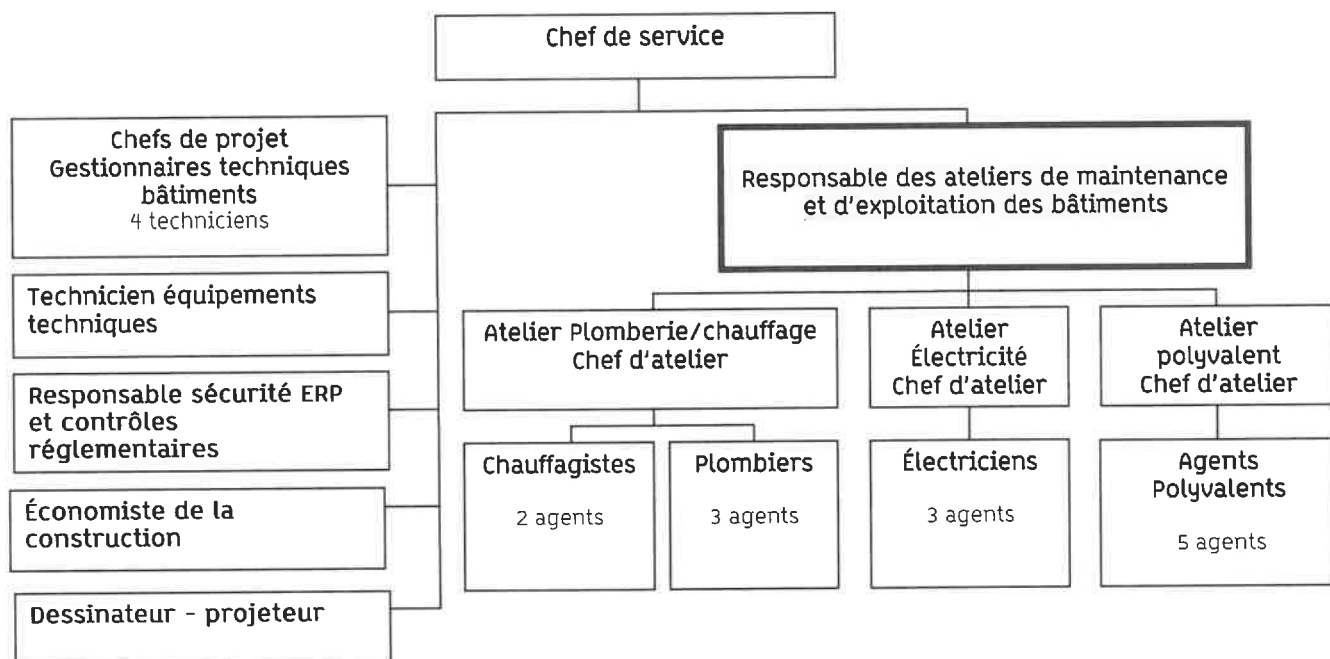 Chef de service
Chefs de projet
Gestionnaires techniques
bâtiments
4 techniciens
Technicien équipements
techniques
Responsable sécurité ERP
et contrôles
réglementaires
Économiste de la
construction
Dessinateur - projeteur
Responsable des ateliers de maintenance
et d'exploitation des bâtiments
Atelier Plomberie/chauffage
Chef d'atelier
Atelier
Électricité
Chef d'atelier
Atelier
polyvalent
Chef d'atelier
Chauffagistes
2 agents
Plombiers
3 agents
Électriciens
3 agents
Agents
Polyvalents
5 agents